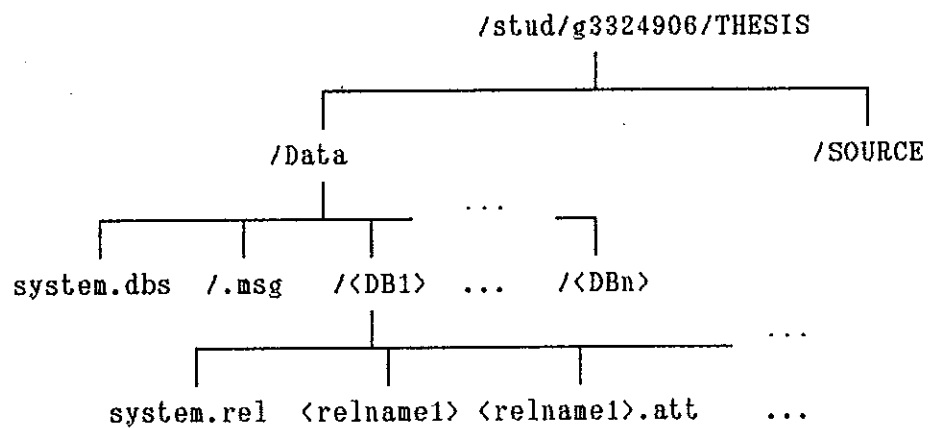 /stud/g3324906/THESIS
/Data /SOURCE
...
system.dbs /.msg /<DB1> ... /<DBn>
...
system.rel <relname1> <relname1>.att ...